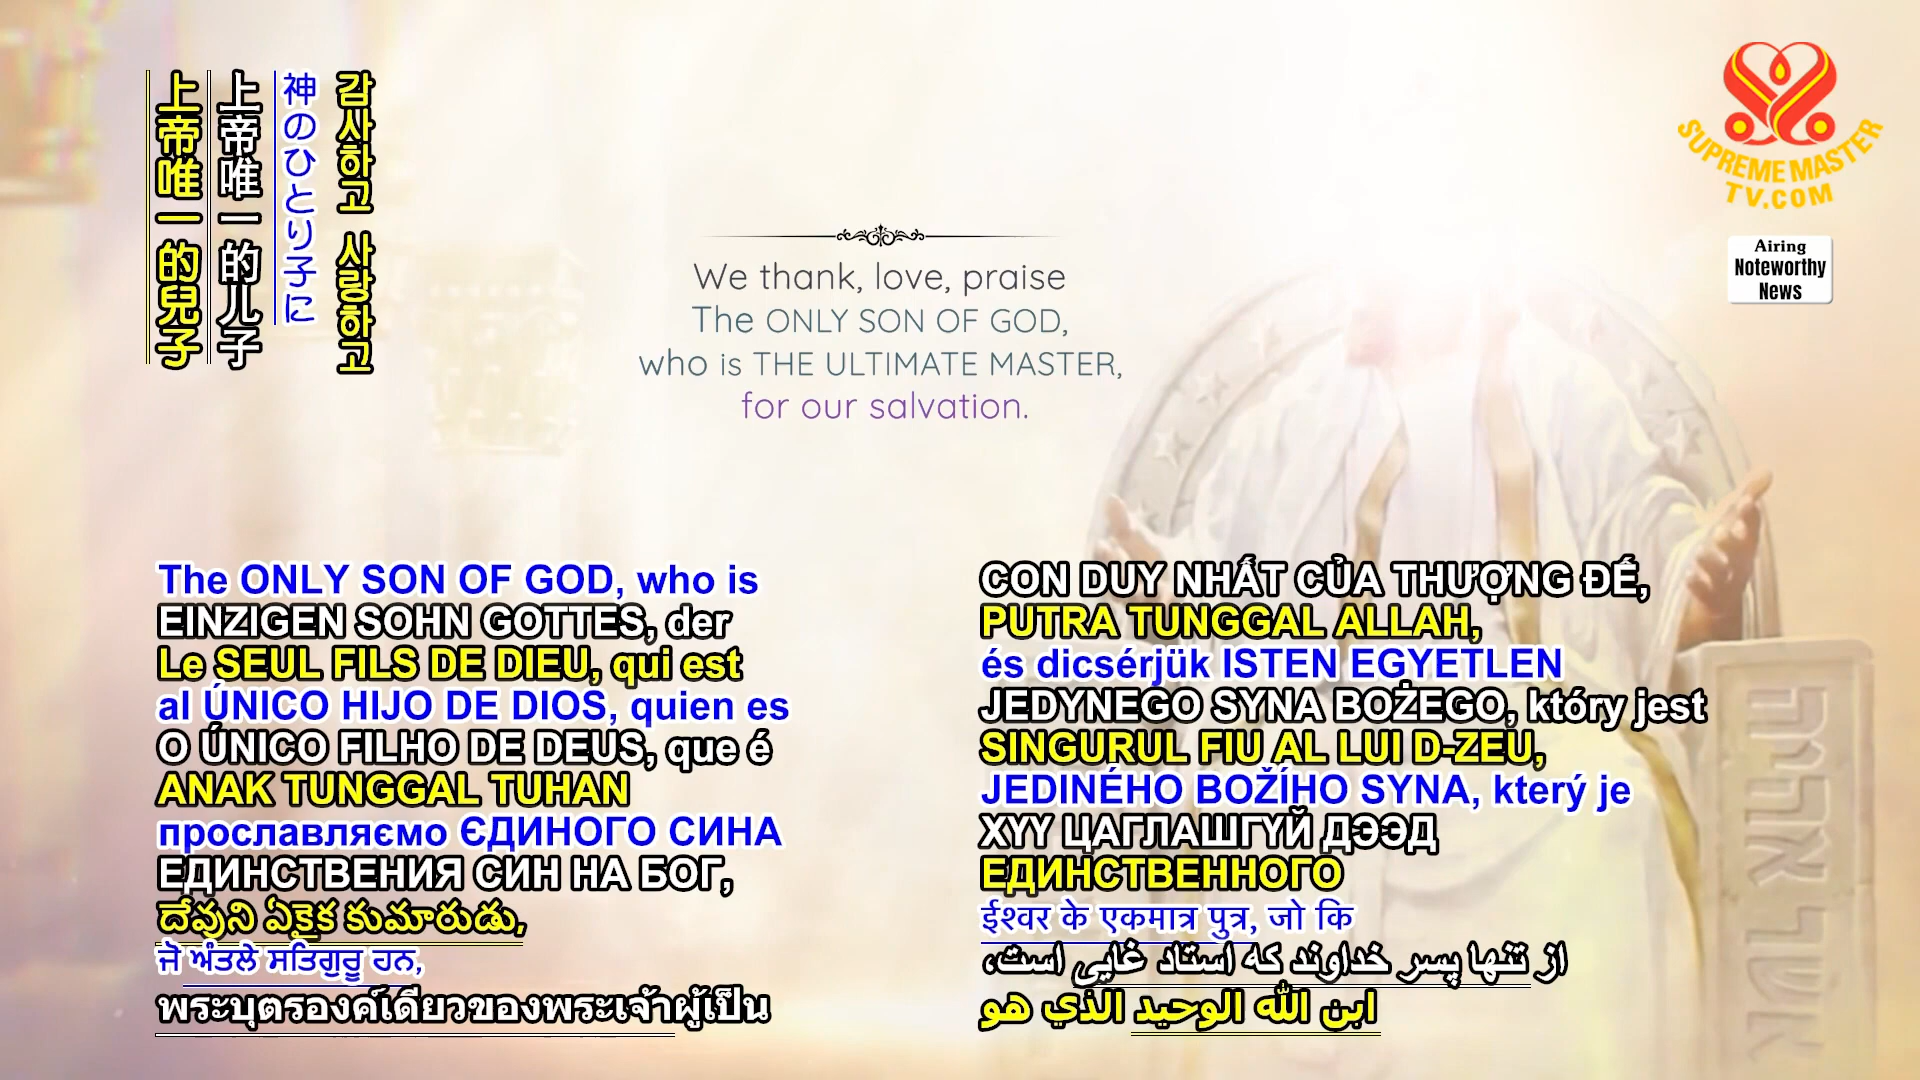 上帝唯一的兒子
上帝唯一的儿子
神のひとり子に
감사하고 사랑하고
SUPREME MASTER
TV.COM
Airing
Noteworthy
News
We thank, love, praise
The ONLY SON OF GOD,
who is THE ULTIMATE MASTER,
for our salvation.
The ONLY SON OF GOD, who is
EINZIGEN SOHN GOTTES, der
Le SEUL FILS DE DIEU, qui est
al ÚNICO HIJO DE DIOS, quien es
O ÚNICO FILHO DE DEUS, que é
ANAK TUNGGAL TUHAN
прославляємо ЄДИНОГО СИНА
ЕДИНСТВЕНИЯ СИН НА БОГ,
దేవుని ఏకైక కుమారుడు,
ਜੋ ਅੰਤਲੇ ਸਤਿਗੁਰੂ ਹਨ,
พระบุตรองค์เดียวของพระเจ้าผู้เป็น
CON DUY NHẤT CỦA THƯỢNG ĐẾ,
PUTRA TUNGGAL ALLAH,
és dicsérjük ISTEN EGYETLEN
JEDYNEGO SYNA BOŻEGO, który jest
SINGURUL FIU AL LUI D-ZEU,
JEDINÉHO BOŽÍHO SYNA, který je
ХҮҮ ЦАГЛАШГҮЙ ДЭЭД
ЕДИНСТВЕННОГО
ईश्वर के एकमात्र पुत्र, जो कि
از تنها پسر خداوند که استاد غایی است،
ابن الله الوحيد الذي هو
אהיה
אשר